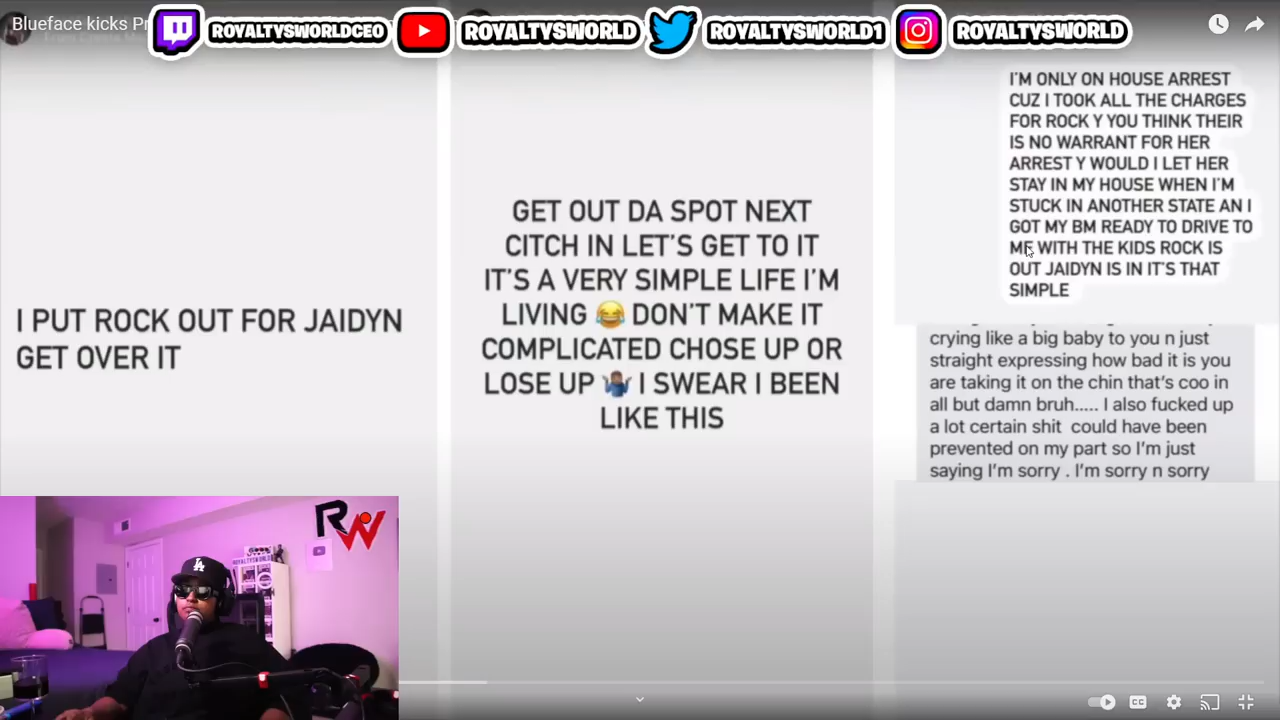 Blueface kicks Pr
ROYALTYSWORLDCEO
ROYALTYSWORLD
ROYALTYSWORLD1
ROYALTYSWORLD
I PUT ROCK OUT FOR JAIDYN
GET OVER IT
GET OUT DA SPOT NEXT
CITCH IN LET'S GET TO IT
IT'S A VERY SIMPLE LIFE I'M
LIVING 😂 DON'T MAKE IT
COMPLICATED CHOSE UP OR
LOSE UP 🤷🏾‍♂️ I SWEAR I BEEN
LIKE THIS
I'M ONLY ON HOUSE ARREST
CUZ I TOOK ALL THE CHARGES
FOR ROCK Y YOU THINK THEIR
IS NO WARRANT FOR HER
ARREST Y WOULD I LET HER
STAY IN MY HOUSE WHEN I'M
STUCK IN ANOTHER STATE AN I
GOT MY BM READY TO DRIVE TO
ME WITH THE KIDS ROCK IS
OUT JAIDYN IS IN IT'S THAT
SIMPLE
crying like a big baby to you n just
straight expressing how bad it is you
are taking it on the chin that's coo in
all but damn bruh..... I also fucked up
a lot certain shit could have been
prevented on my part so I'm just
saying I'm sorry . I'm sorry n sorry
RW
ROYALTYSWORLD
LA
CC